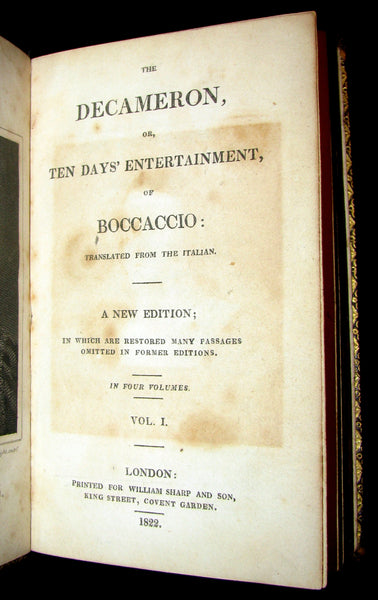 THE
DECAMERON,
OR,
TEN DAYS' ENTERTAINMENT,
OF
BOCCACCIO:
TRANSLATED FROM THE ITALIAN.
A NEW EDITION;
IN WHICH ARE RESTORED MANY PASSAGES
OMITTED IN FORMER EDITIONS.
IN FOUR VOLUMES.
VOL. I.
LONDON:
PRINTED FOR WILLIAM SHARP AND SON,
KING STREET, COVENT GARDEN.
1822.